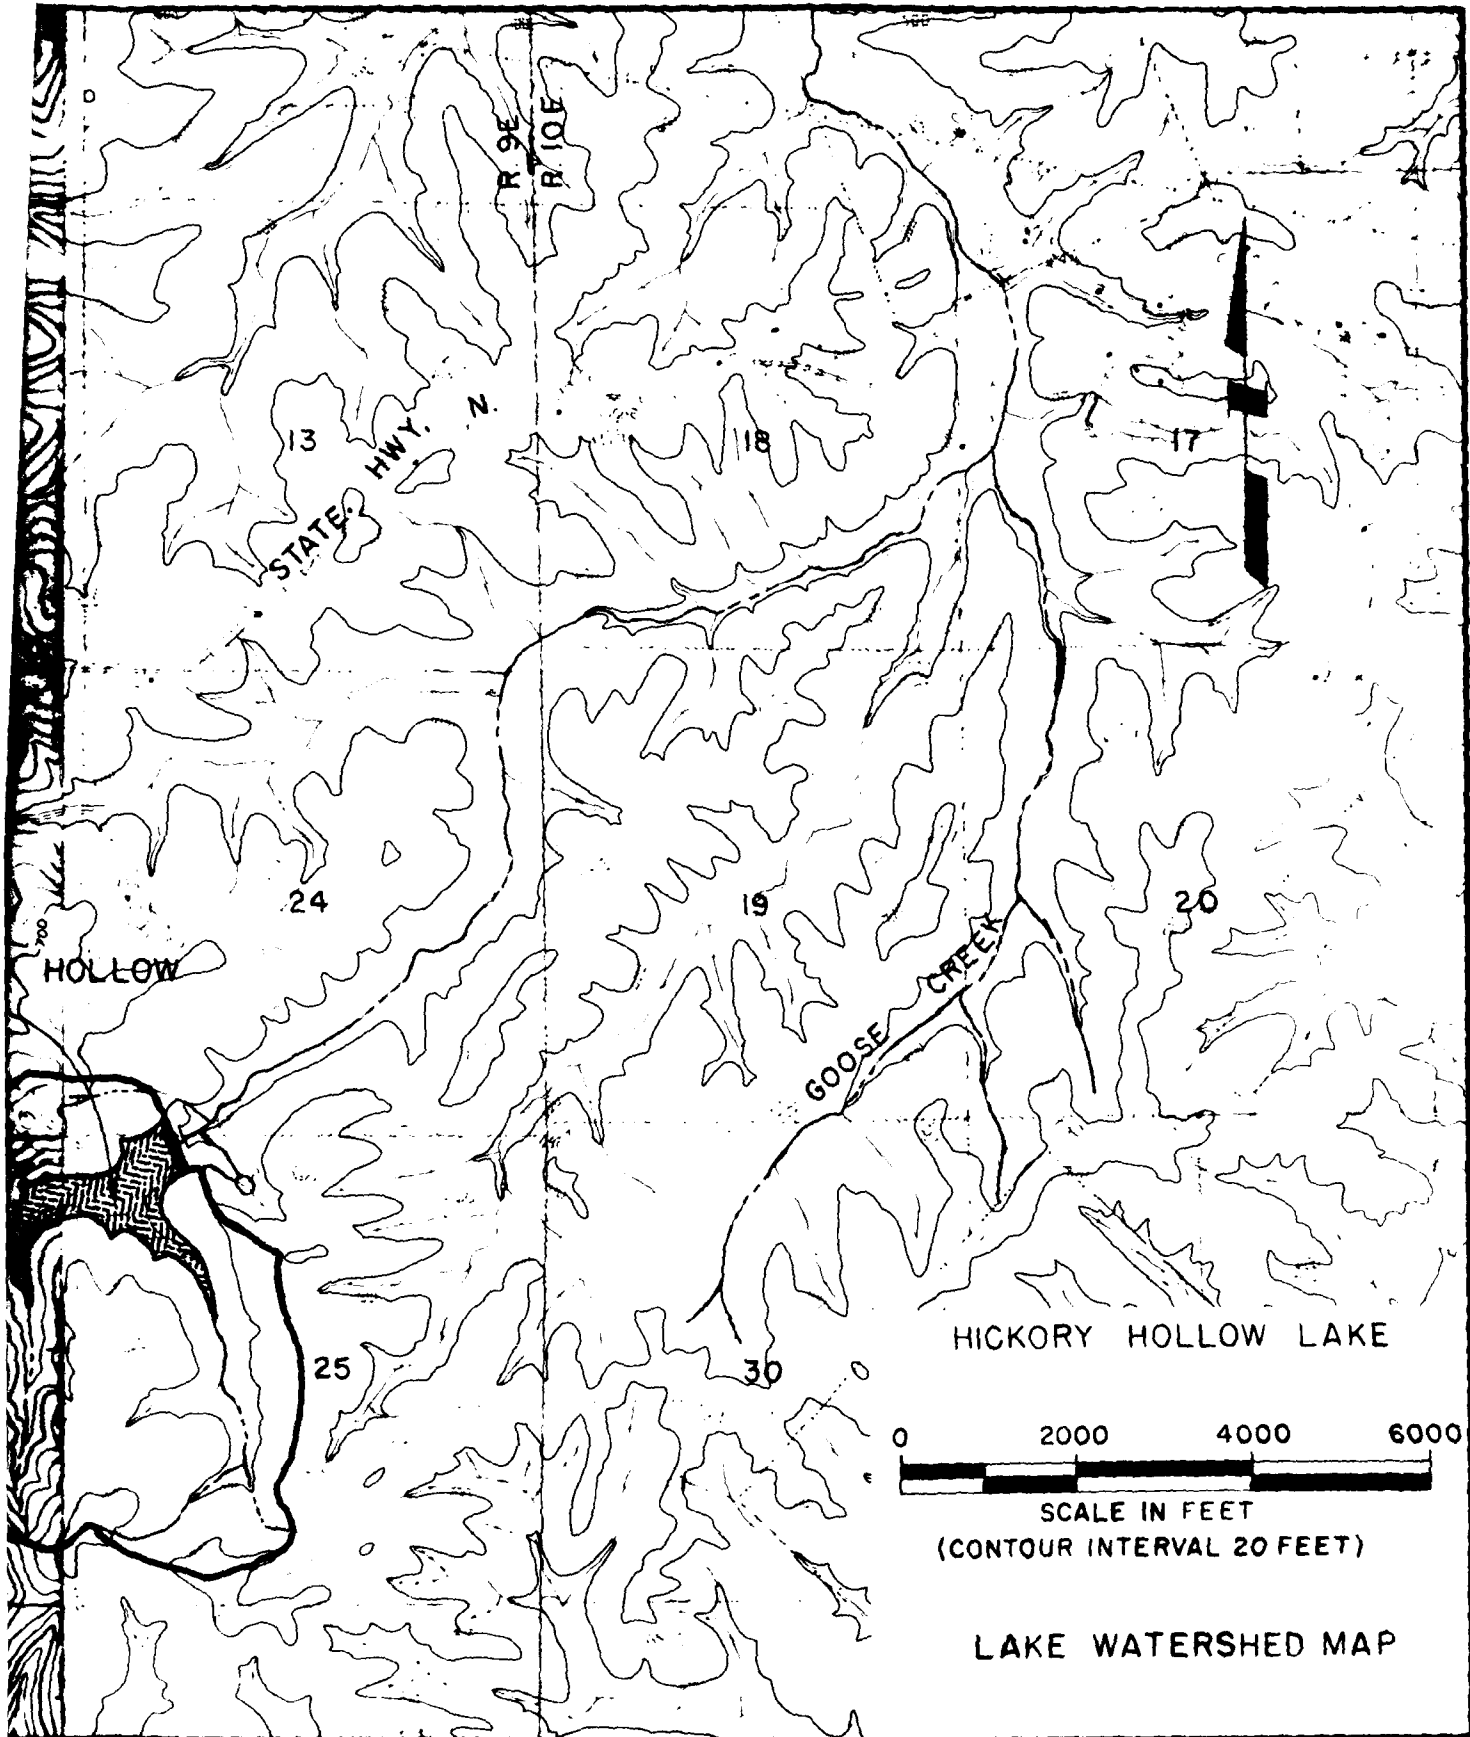 R 9E
R 10E
13
STATE HWY. N.
18
17
24
19
20
700
HOLLOW
GOOSE CREEK
25
30
HICKORY HOLLOW LAKE
0 2000 4000 6000
SCALE IN FEET
(CONTOUR INTERVAL 20 FEET)
LAKE WATERSHED MAP